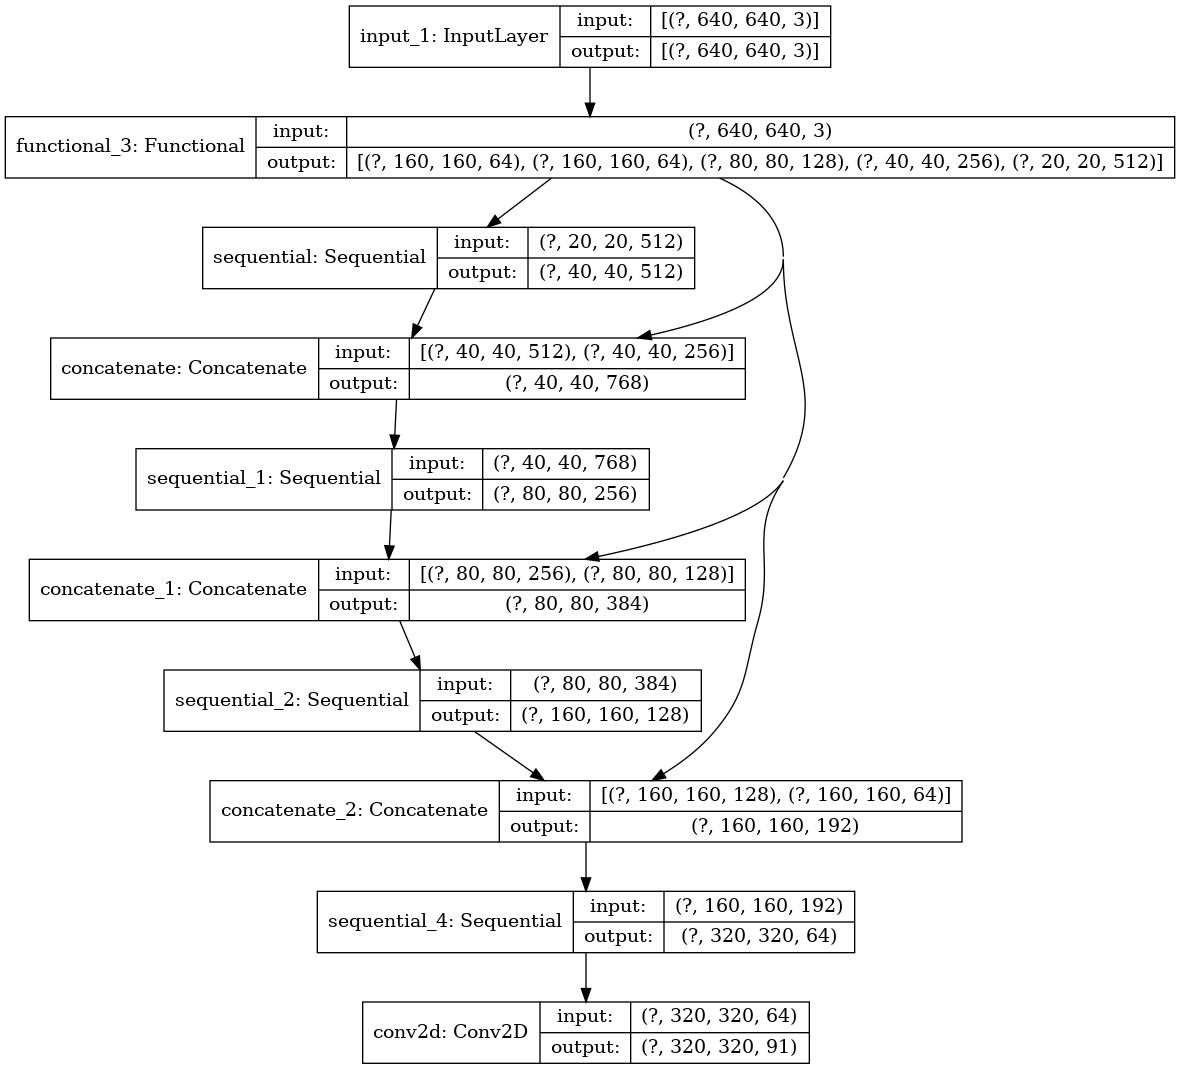 input_1: InputLayer
input:
[(?, 640, 640, 3)]
output:
[(?, 640, 640, 3)]
functional_3: Functional
input:
(?, 640, 640, 3)
output:
[(?, 160, 160, 64), (?, 160, 160, 64), (?, 80, 80, 128), (?, 40, 40, 256), (?, 20, 20, 512)]
sequential: Sequential
input:
(?, 20, 20, 512)
output:
(?, 40, 40, 512)
concatenate: Concatenate
input:
[(?, 40, 40, 512), (?, 40, 40, 256)]
output:
(?, 40, 40, 768)
sequential_1: Sequential
input:
(?, 40, 40, 768)
output:
(?, 80, 80, 256)
concatenate_1: Concatenate
input:
[(?, 80, 80, 256), (?, 80, 80, 128)]
output:
(?, 80, 80, 384)
sequential_2: Sequential
input:
(?, 80, 80, 384)
output:
(?, 160, 160, 128)
concatenate_2: Concatenate
input:
[(?, 160, 160, 128), (?, 160, 160, 64)]
output:
(?, 160, 160, 192)
sequential_4: Sequential
input:
(?, 160, 160, 192)
output:
(?, 320, 320, 64)
conv2d: Conv2D
input:
(?, 320, 320, 64)
output:
(?, 320, 320, 91)